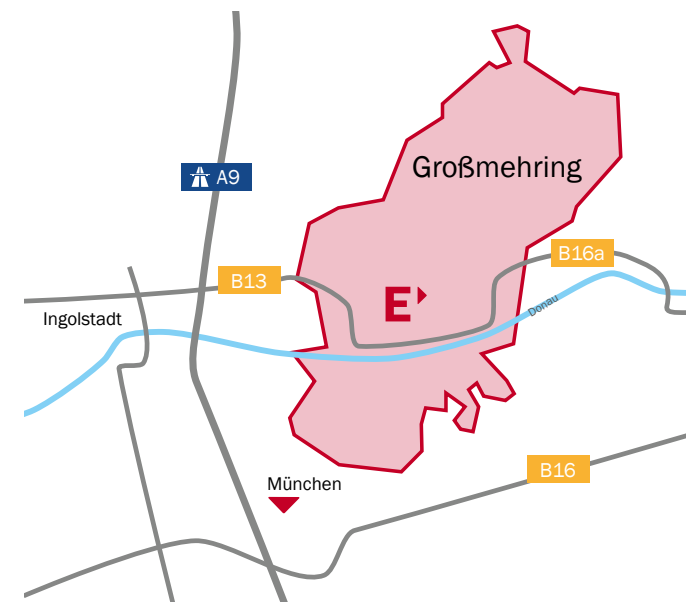 Großmehring
A9
B16a
B13
E
Donau
Ingolstadt
B16
München